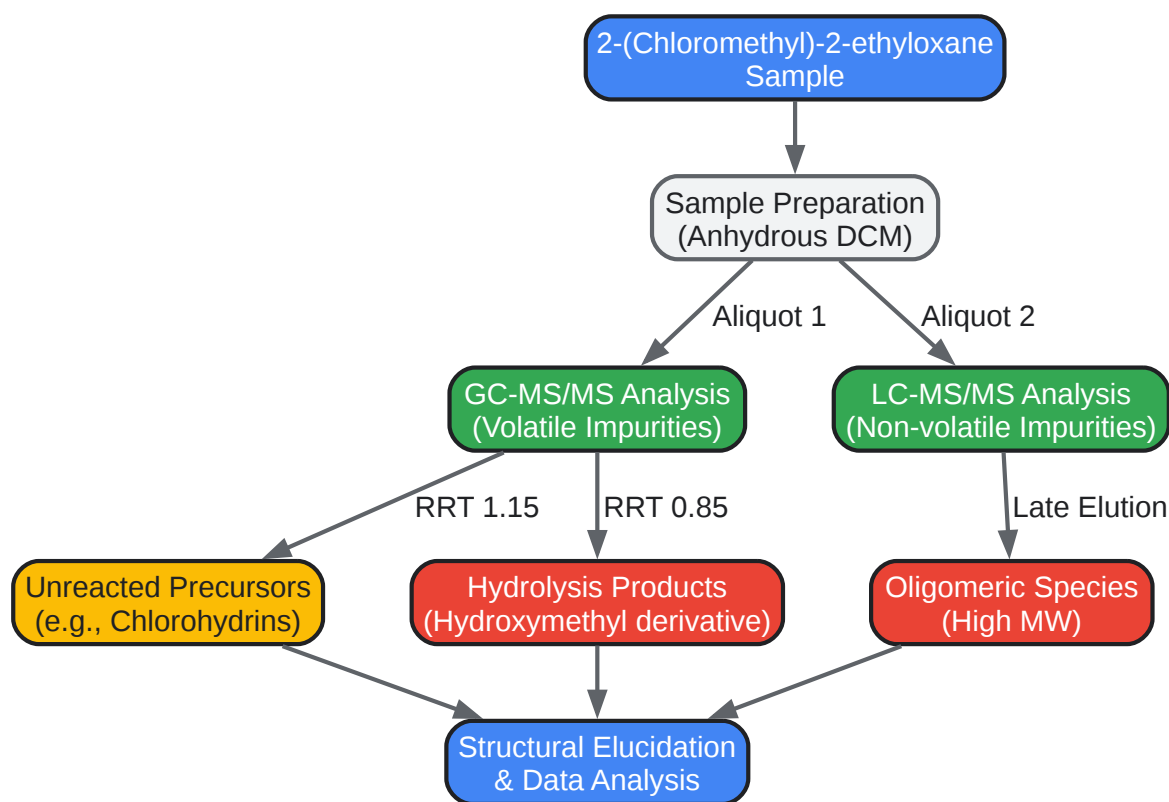 2-(Chloromethyl)-2-ethyloxane
Sample
Sample Preparation
(Anhydrous DCM)
Aliquot 1
Aliquot 2
GC-MS/MS Analysis
(Volatile Impurities)
LC-MS/MS Analysis
(Non-volatile Impurities)
RRT 1.15
RRT 0.85
Late Elution
Unreacted Precursors
(e.g., Chlorohydrins)
Hydrolysis Products
(Hydroxymethyl derivative)
Oligomeric Species
(High MW)
Structural Elucidation
& Data Analysis